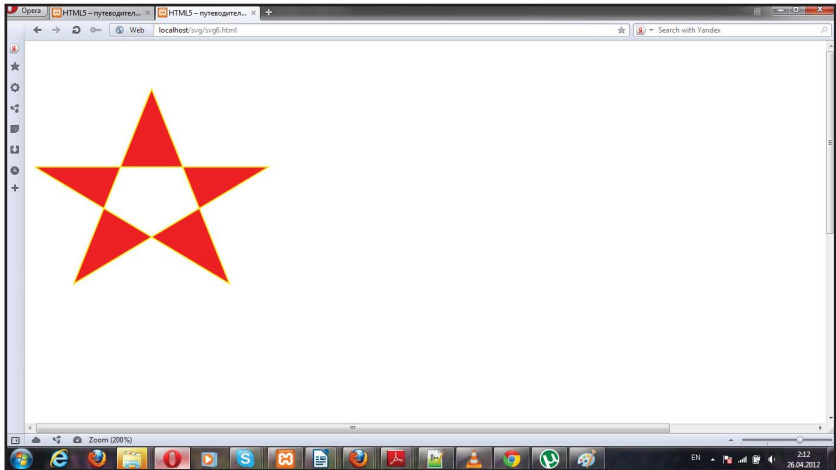 Opera
HTML5 – путеводител...
HTML5 – путеводител...
Web
localhost/svg/svg6.html
Search with Yandex
Zoom (200%)
EN
2:12
26.04.2012